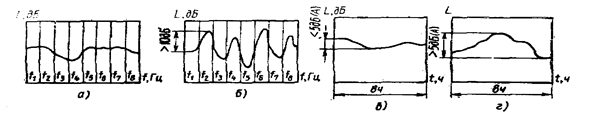 L,дБ
f₁ f₂ f₃ f₄ f₅ f₆ f₇ f₈ f,Гц
а)
L,дБ
>10дБ
f₁ f₂ f₃ f₄ f₅ f₆ f₇ f₈ f,Гц
б)
L,дБ
<5дБ(А)
t,ч
8ч
в)
L
>5дБ(А)
t,ч
8ч
г)